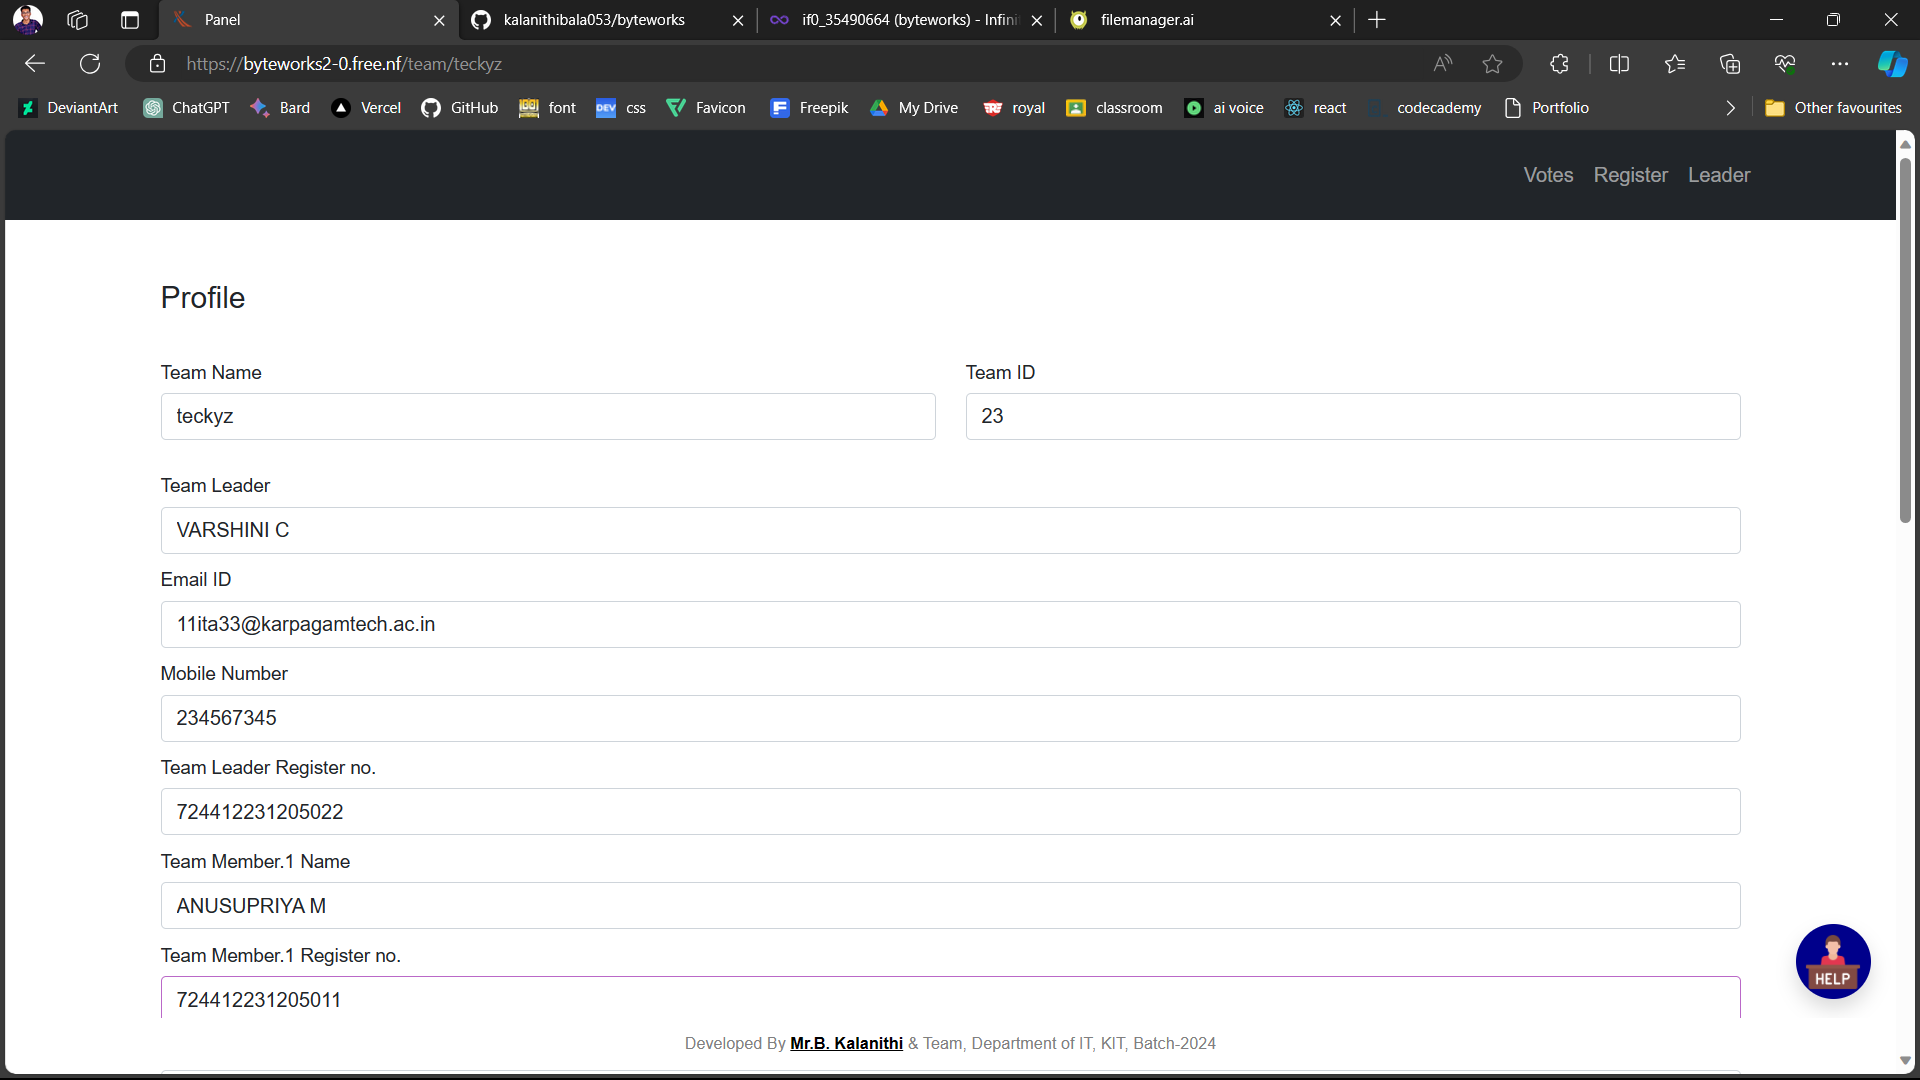 Panel
kalanithibala053/byteworks
if0_35490664 (byteworks) - Infini
filemanager.ai
https://byteworks2-0.free.nf/team/teckyz
DeviantArt
ChatGPT
Bard
Vercel
GitHub
font
DEV
css
Favicon
Freepik
My Drive
royal
classroom
ai voice
react
codecademy
Portfolio
Other favourites
Votes
Register
Leader
Profile
Team Name
Team ID
teckyz
23
Team Leader
VARSHINI C
Email ID
11ita33@karpagamtech.ac.in
Mobile Number
234567345
Team Leader Register no.
724412231205022
Team Member.1 Name
ANUSUPRIYA M
Team Member.1 Register no.
724412231205011
HELP
Developed By Mr.B. Kalanithi & Team, Department of IT, KIT, Batch-2024